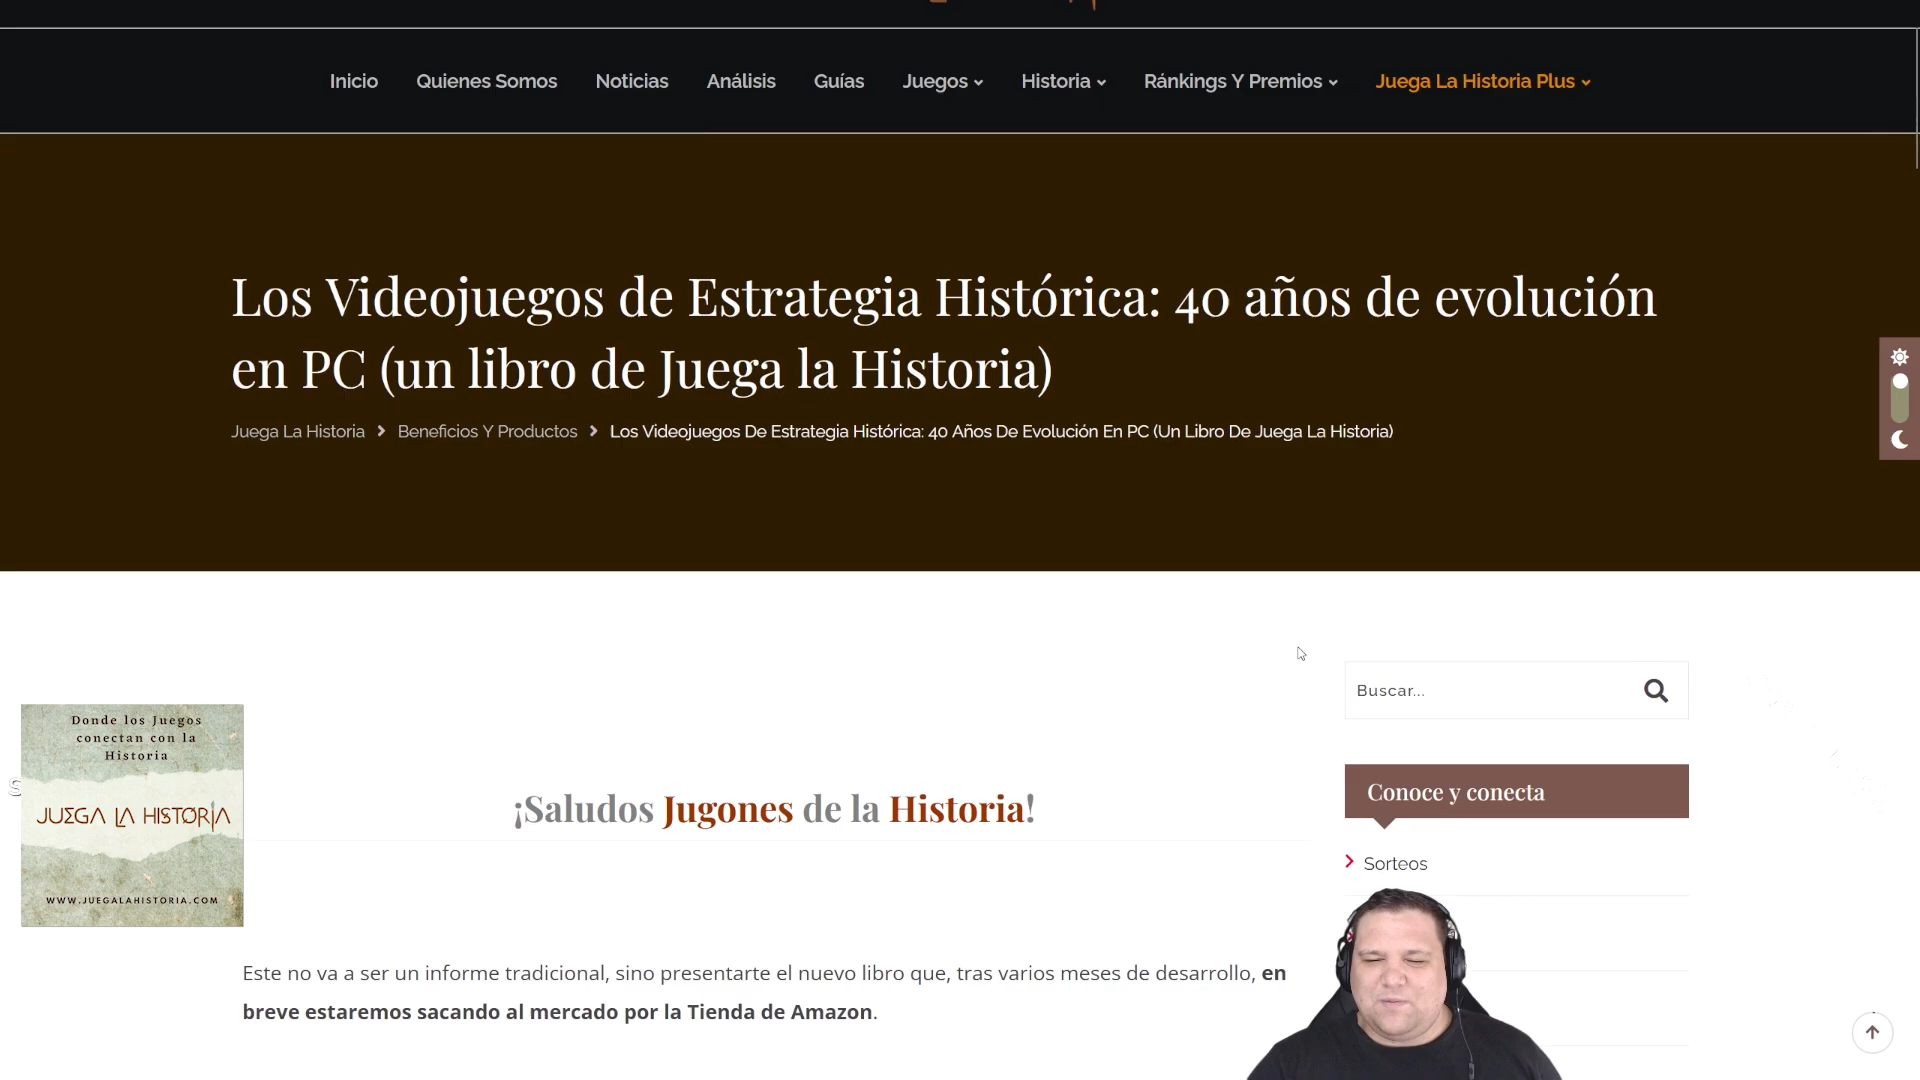 Inicio Quienes Somos Noticias Análisis Guías Juegos Historia Ránkings Y Premios Juega La Historia Plus
Los Videojuegos de Estrategia Histórica: 40 años de evolución
en PC (un libro de Juega la Historia)
Juega La Historia Beneficios Y Productos Los Videojuegos De Estrategia Histórica: 40 Años De Evolución En PC (Un Libro De Juega La Historia)
Buscar...
Donde los Juegos
conectan con la
Historia
JUEGA LA HISTORIA
WWW.JUEGALAHISTORIA.COM
¡Saludos Jugones de la Historia!
Conoce y conecta
Sorteos
Este no va a ser un informe tradicional, sino presentarte el nuevo libro que, tras varios meses de desarrollo, en
breve estaremos sacando al mercado por la Tienda de Amazon.